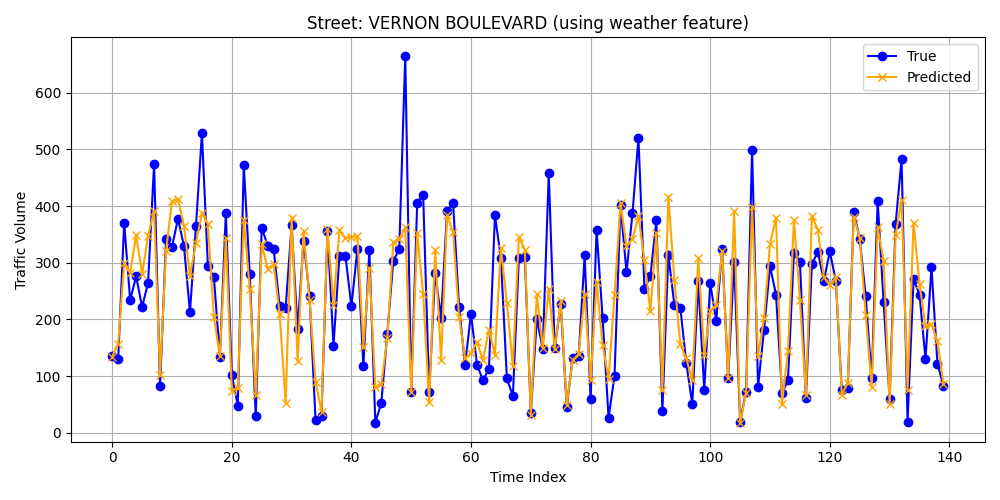 Street: VERNON BOULEVARD (using weather feature)
True
Predicted
Traffic Volume
600
500
400
300
200
100
0
0 20 40 60 80 100 120 140
Time Index